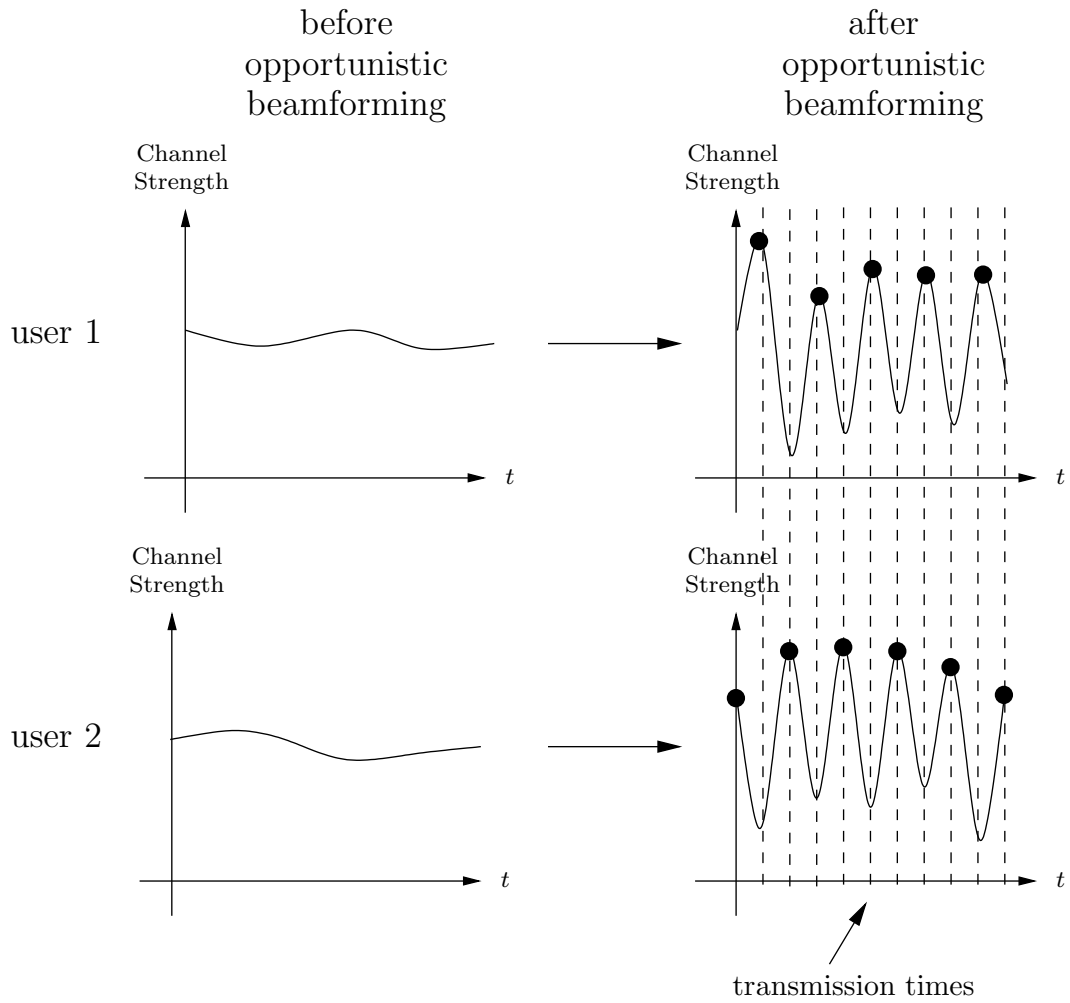 before
opportunistic
beamforming
after
opportunistic
beamforming
Channel
Strength
Channel
Strength
user 1
t
t
Channel
Strength
Channel
Strength
user 2
t
t
transmission times